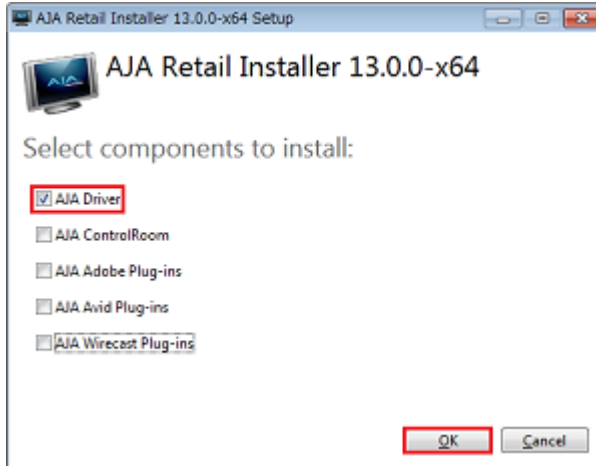 AJA Retail Installer 13.0.0-x64 Setup
AJA
AJA Retail Installer 13.0.0-x64
Select components to install:
AJA Driver
AJA ControlRoom
AJA Adobe Plug-ins
AJA Avid Plug-ins
AJA Wirecast Plug-ins
OK Cancel